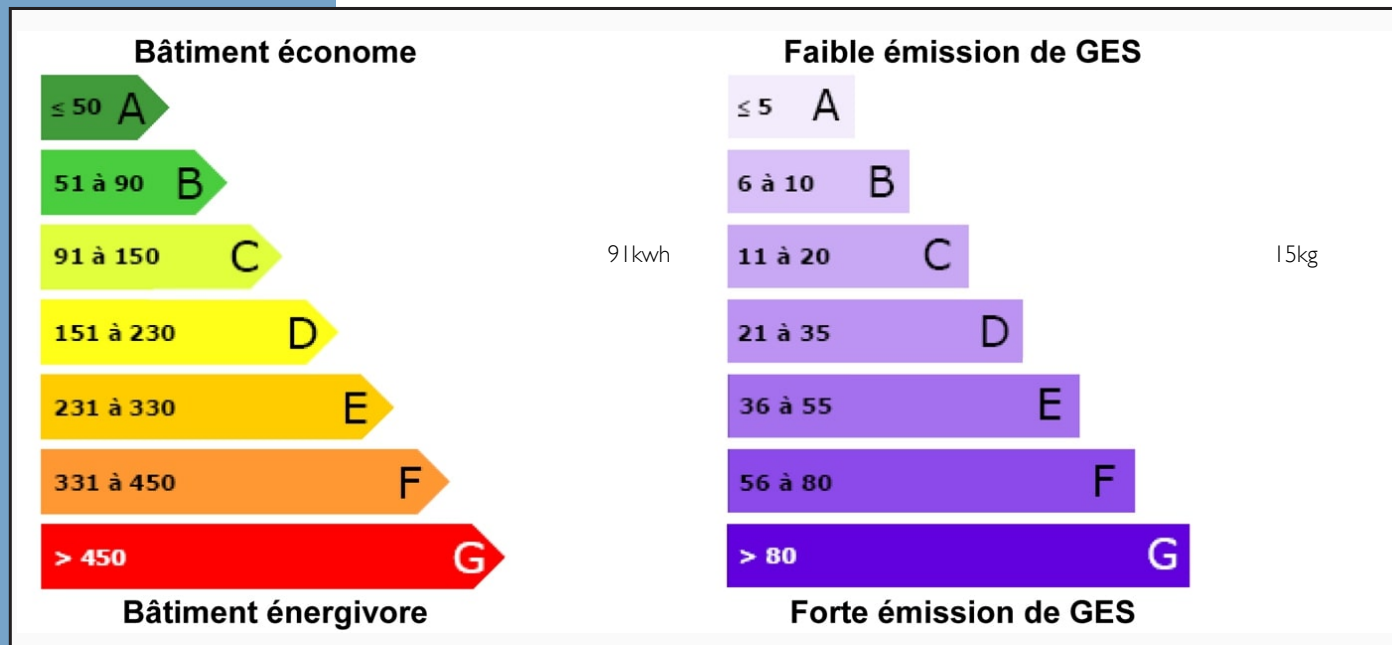 Bâtiment économe
≤ 50 A
51 à 90 B
91 à 150 C
91kwh
151 à 230 D
231 à 330 E
331 à 450 F
> 450 G
Bâtiment énergivore
Faible émission de GES
≤ 5 A
6 à 10 B
11 à 20 C
15kg
21 à 35 D
36 à 55 E
56 à 80 F
> 80 G
Forte émission de GES